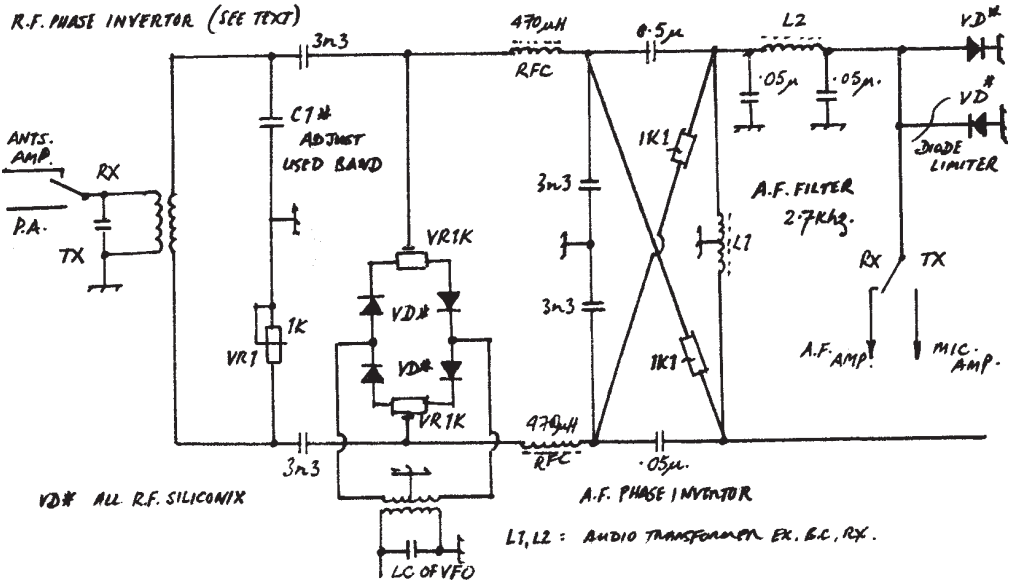 R.F. PHASE INVERTOR (SEE TEXT)
3n3
470μH
RFC
0.5μ
L2
VD*
.05μ
.05μ.
VD*
DIODE
LIMITER
C1*
ADJUST
USED BAND
ANTS.
AMP.
RX
P.A.
TX
1K1
3n3
A.F. FILTER
2.7Khz.
VR1K
L1
RX
TX
VD*
3n3
1K
VR1
VD*
1K1
A.F. AMP.
MIC. AMP.
VR1K
470μH
RFC
3n3
.05μ.
VD* ALL R.F. SILICONIX
A.F. PHASE INVERTOR
L1, L2 : AUDIO TRANSFORMER EX. B.C. RX.
LC OF VFO